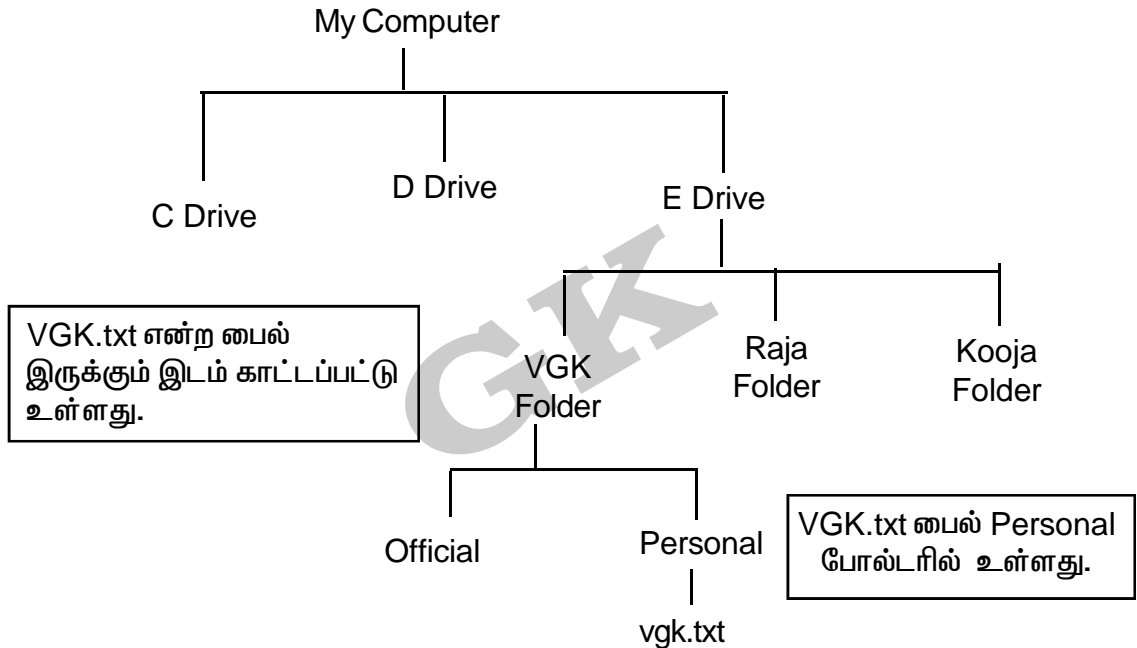 My Computer
C Drive
D Drive
E Drive
VGK.txt என்ற பைல்
இருக்கும் இடம் காட்டப்பட்டு
உள்ளது.
GK
VGK
Folder
Raja
Folder
Kooja
Folder
Official
Personal
VGK.txt பைல் Personal
போல்டரில் உள்ளது.
vgk.txt